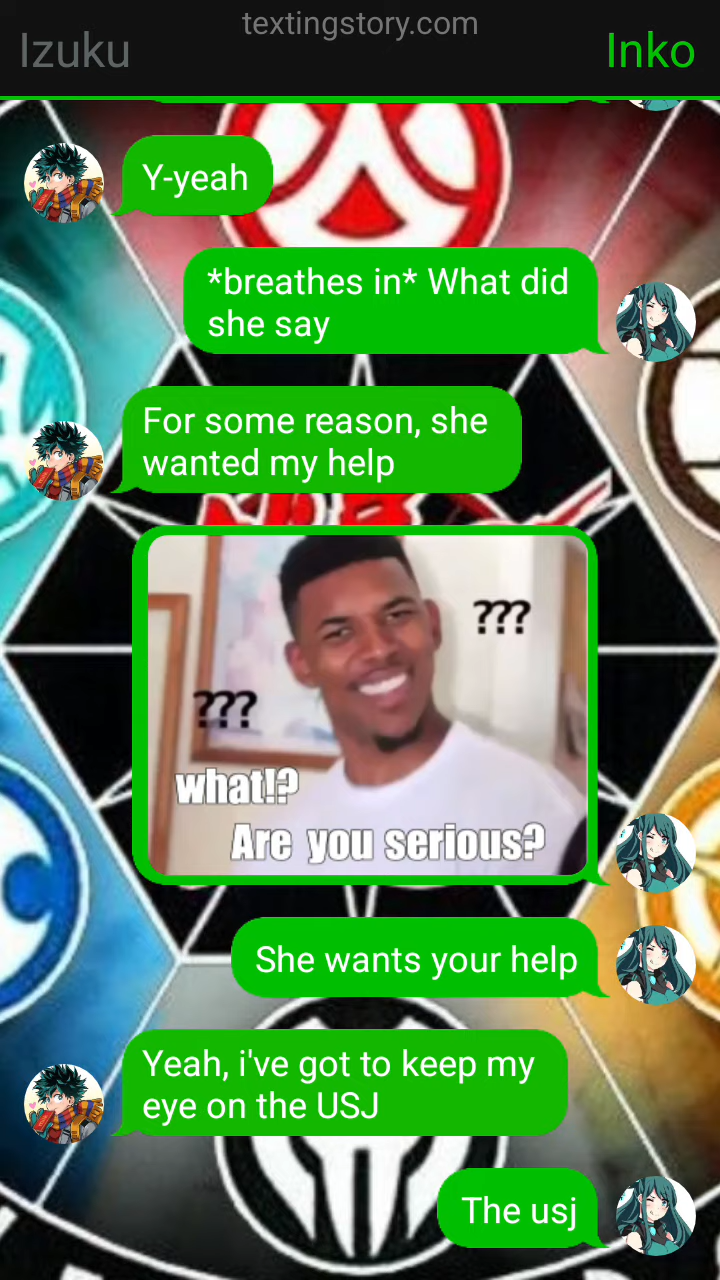 textingstory.com
Izuku
Inko
Y-yeah
*breathes in* What did
she say
For some reason, she
wanted my help
???
???
what!?
Are you serious?
She wants your help
Yeah, i've got to keep my
eye on the USJ
The usj